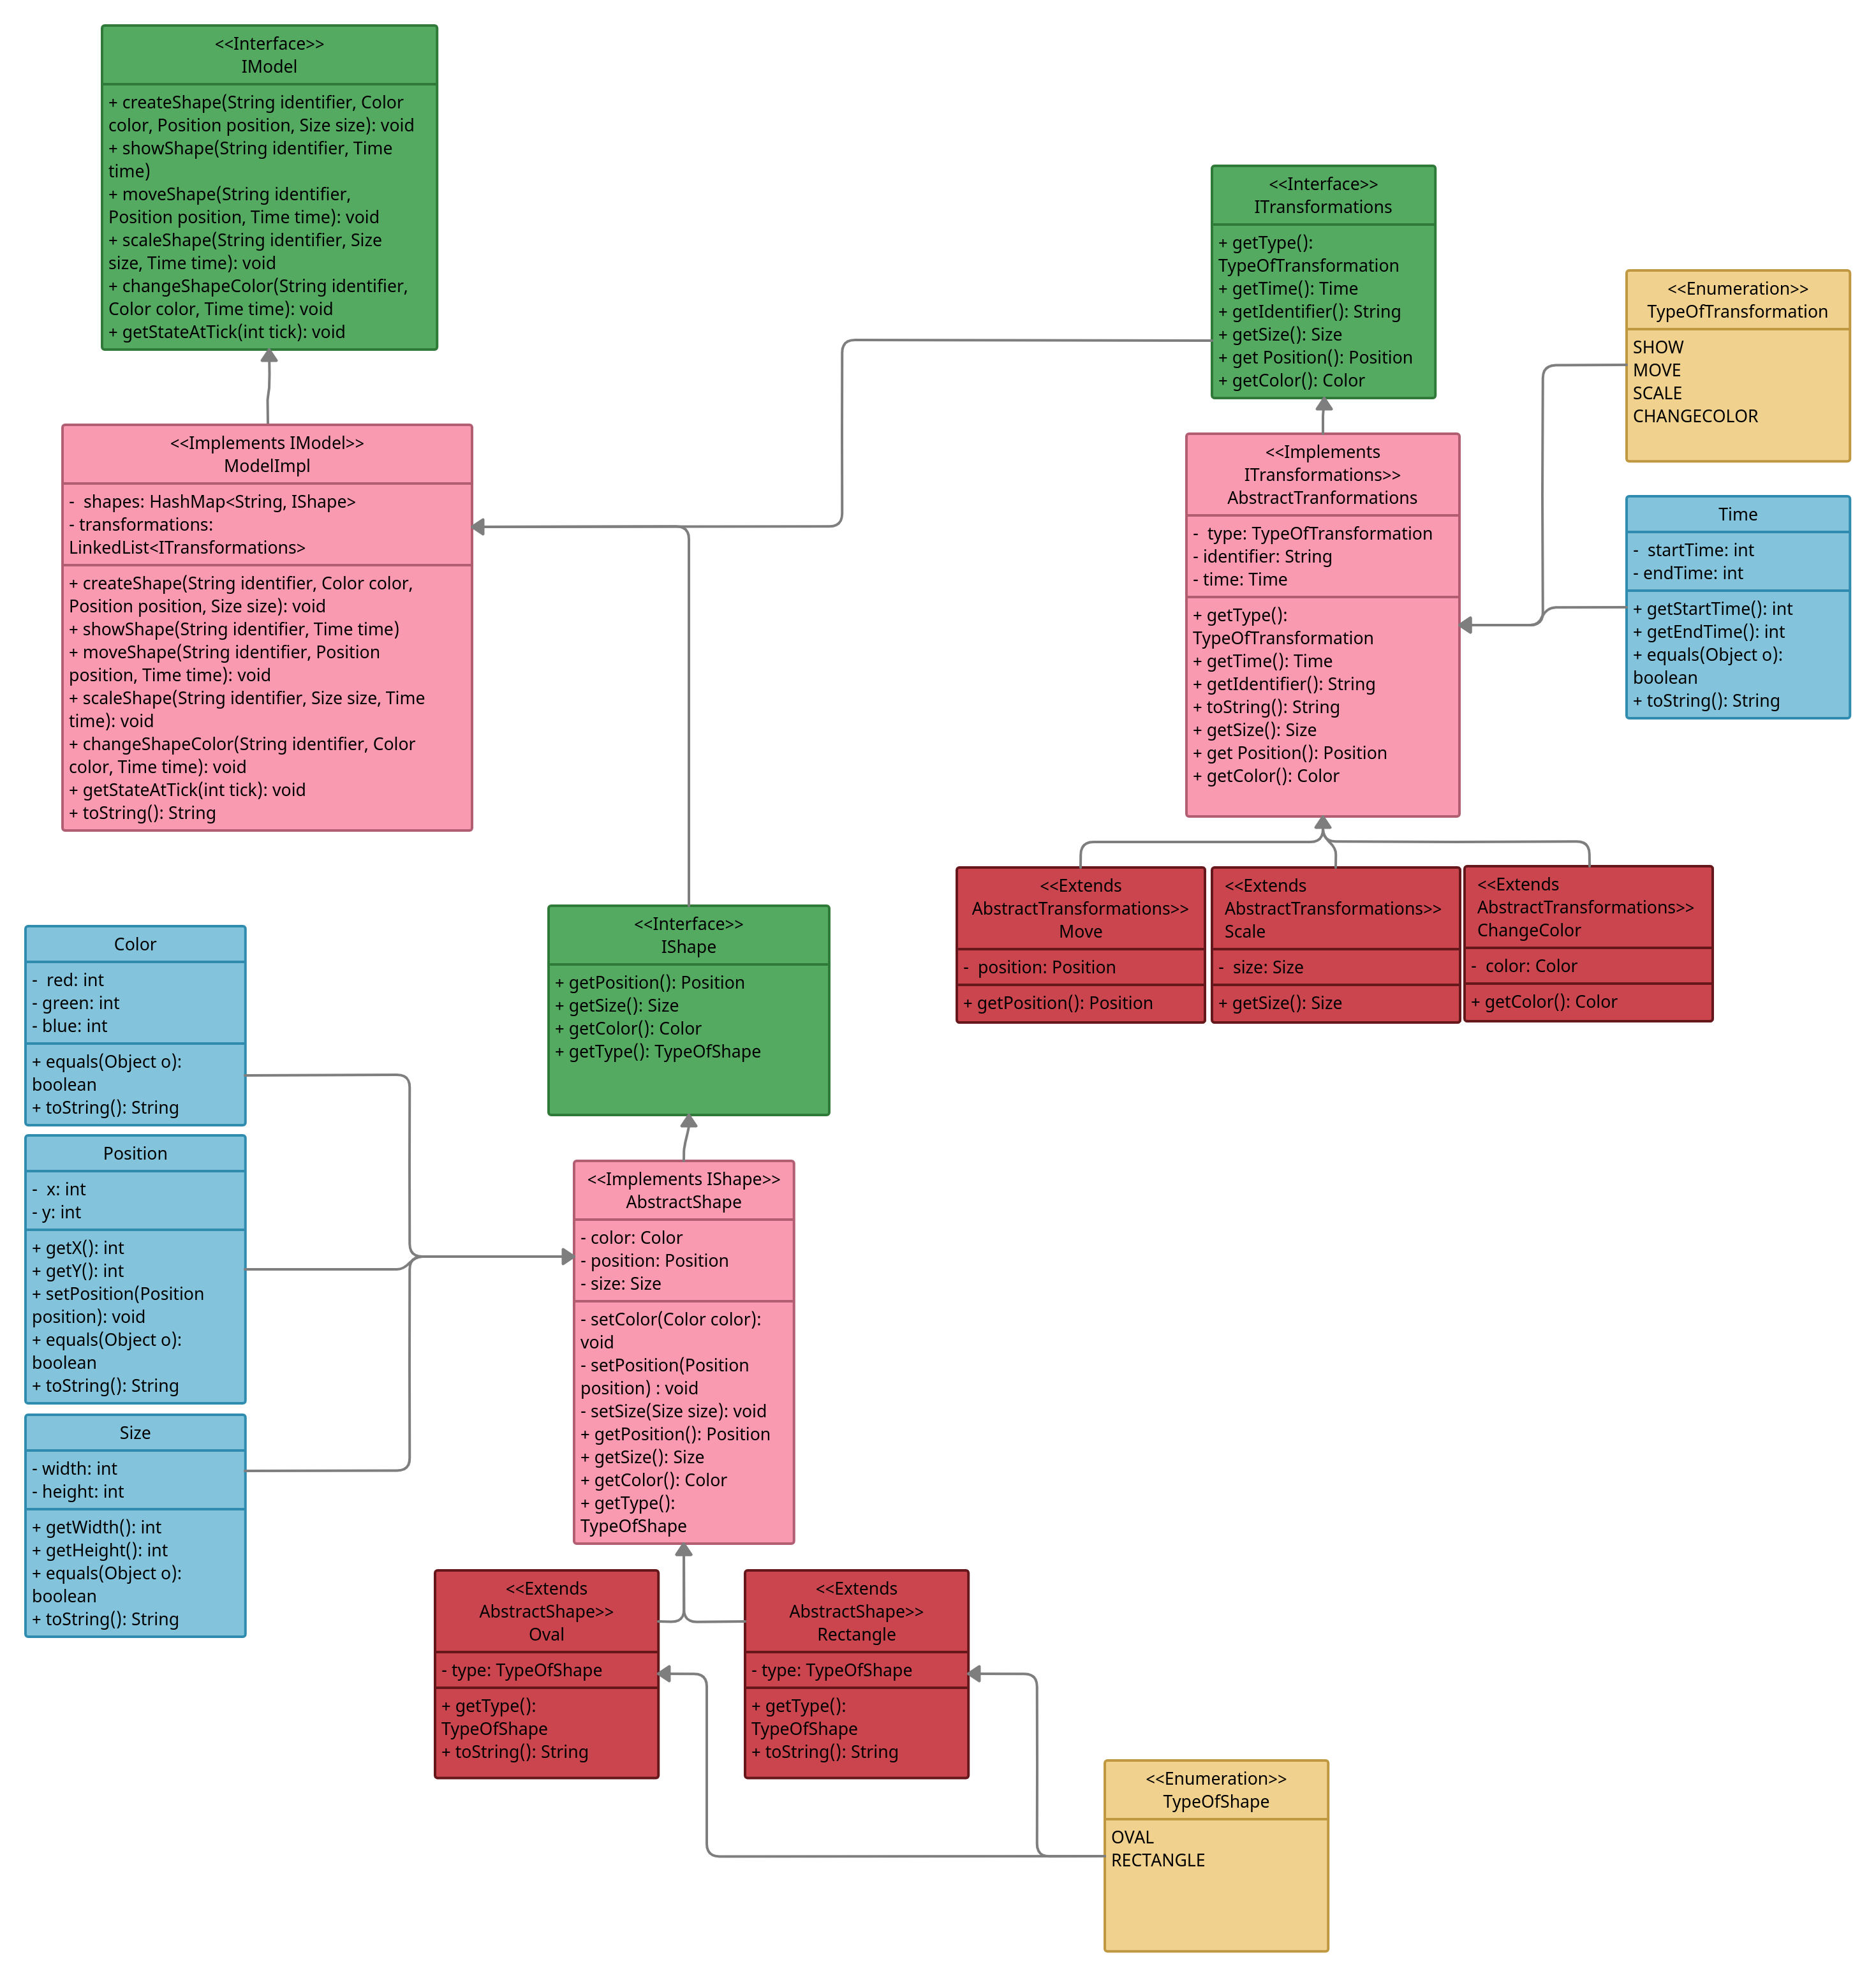 <<Interface>>
IModel
+ createShape(String identifier, Color
color, Position position, Size size): void
+ showShape(String identifier, Time
time)
+ moveShape(String identifier,
Position position, Time time): void
+ scaleShape(String identifier, Size
size, Time time): void
+ changeShapeColor(String identifier,
Color color, Time time): void
+ getStateAtTick(int tick): void
<<Implements IModel>>
ModelImpl
-  shapes: HashMap<String, IShape>
- transformations:
LinkedList<ITransformations>
+ createShape(String identifier, Color color,
Position position, Size size): void
+ showShape(String identifier, Time time)
+ moveShape(String identifier, Position
position, Time time): void
+ scaleShape(String identifier, Size size, Time
time): void
+ changeShapeColor(String identifier, Color
color, Time time): void
+ getStateAtTick(int tick): void
+ toString(): String
<<Interface>>
ITransformations
+ getType():
TypeOfTransformation
+ getTime(): Time
+ getIdentifier(): String
+ getSize(): Size
+ get Position(): Position
+ getColor(): Color
<<Enumeration>>
TypeOfTransformation
SHOW
MOVE
SCALE
CHANGECOLOR
<<Implements
ITransformations>>
AbstractTranformations
-  type: TypeOfTransformation
- identifier: String
- time: Time
+ getType():
TypeOfTransformation
+ getTime(): Time
+ getIdentifier(): String
+ toString(): String
+ getSize(): Size
+ get Position(): Position
+ getColor(): Color
Time
-  startTime: int
- endTime: int
+ getStartTime(): int
+ getEndTime(): int
+ equals(Object o):
boolean
+ toString(): String
<<Extends
AbstractTransformations>>
Move
-  position: Position
+ getPosition(): Position
<<Extends
AbstractTransformations>>
Scale
-  size: Size
+ getSize(): Size
<<Extends
AbstractTransformations>>
ChangeColor
-  color: Color
+ getColor(): Color
<<Interface>>
IShape
+ getPosition(): Position
+ getSize(): Size
+ getColor(): Color
+ getType(): TypeOfShape
Color
-  red: int
- green: int
- blue: int
+ equals(Object o):
boolean
+ toString(): String
Position
-  x: int
- y: int
+ getX(): int
+ getY(): int
+ setPosition(Position
position): void
+ equals(Object o):
boolean
+ toString(): String
Size
- width: int
- height: int
+ getWidth(): int
+ getHeight(): int
+ equals(Object o):
boolean
+ toString(): String
<<Implements IShape>>
AbstractShape
- color: Color
- position: Position
- size: Size
- setColor(Color color):
void
- setPosition(Position
position) : void
- setSize(Size size): void
+ getPosition(): Position
+ getSize(): Size
+ getColor(): Color
+ getType():
TypeOfShape
<<Extends
AbstractShape>>
Oval
- type: TypeOfShape
+ getType():
TypeOfShape
+ toString(): String
<<Extends
AbstractShape>>
Rectangle
- type: TypeOfShape
+ getType():
TypeOfShape
+ toString(): String
<<Enumeration>>
TypeOfShape
OVAL
RECTANGLE